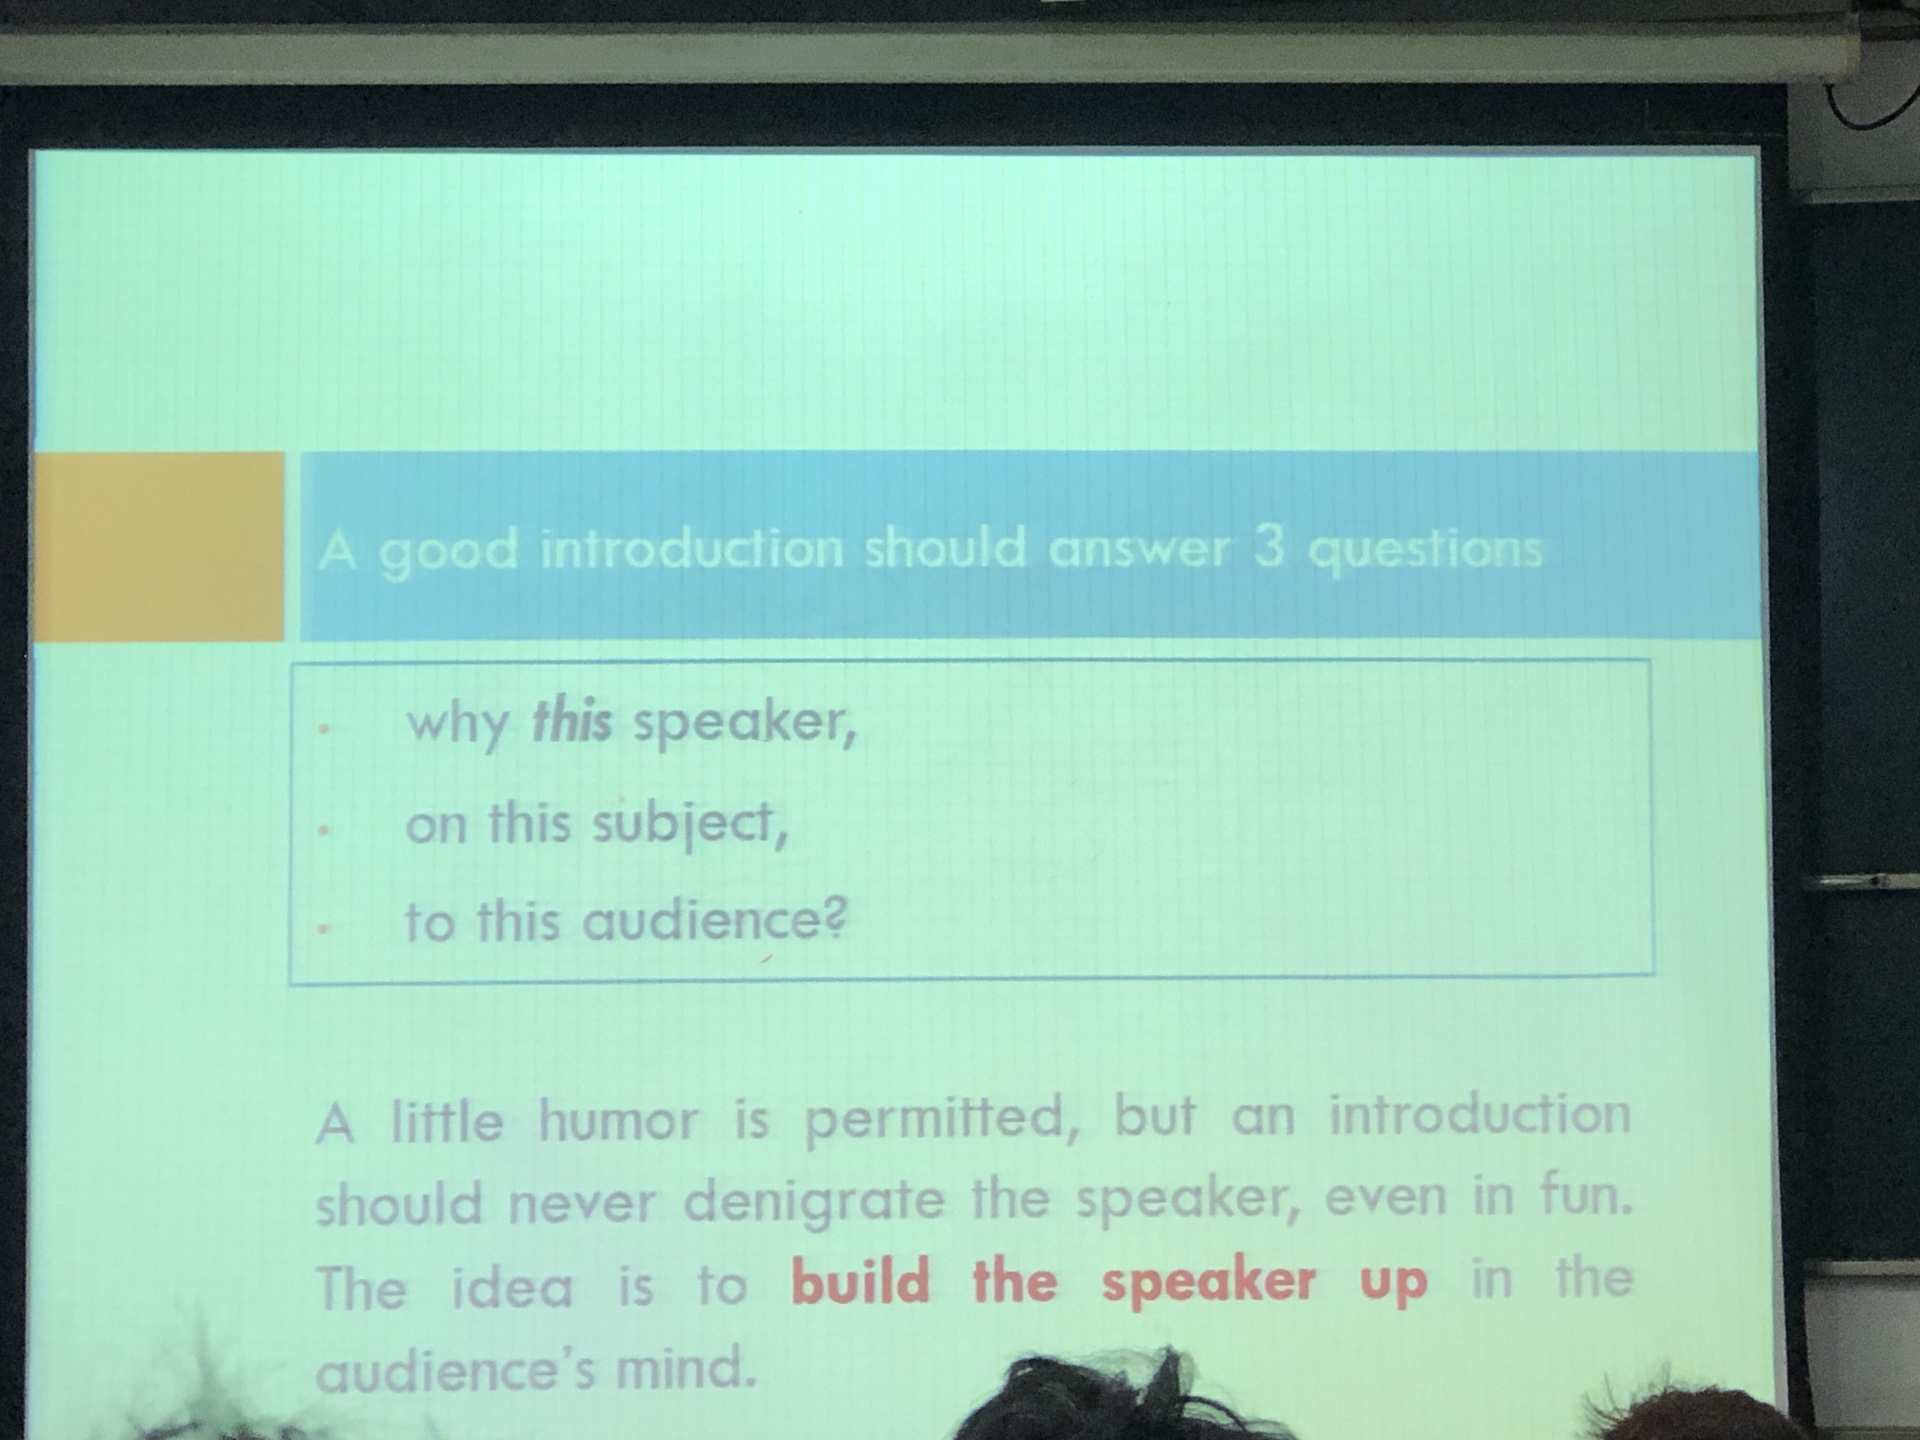 A good introduction should answer 3 questions
• why this speaker,
• on this subject,
• to this audience?
A little humor is permitted, but an introduction
should never denigrate the speaker, even in fun.
The idea is to build the speaker up in the
audience's mind.